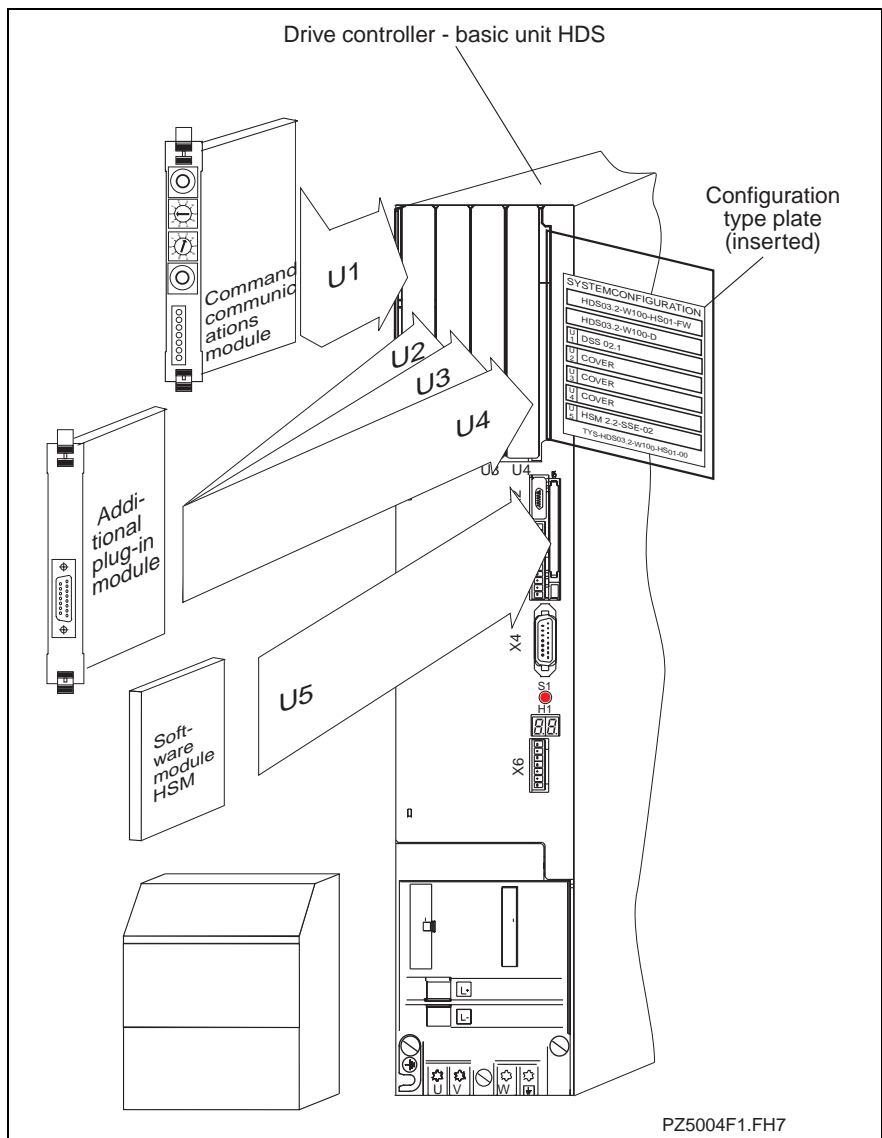 Drive controller - basic unit HDS
Configuration
type plate
(inserted)
Command
communic
ations
module
U1
U2
U3
U4
SYSTEMCONFIGURATION
HDS03.2-W100-HS01-FW
HDS03.2-W100-D
U1 DSS 02.1
U2 COVER
U3 COVER
U4 COVER
U5 HSM 2.2-SSE-02
TYS-HDS03.2-W100-HS01-00
U3 U4
Addi-
tional
plug-in
module
X4
U5
S1
H1
X6
Soft-
ware
module
HSM
L+
L-
U V W
PZ5004F1.FH7